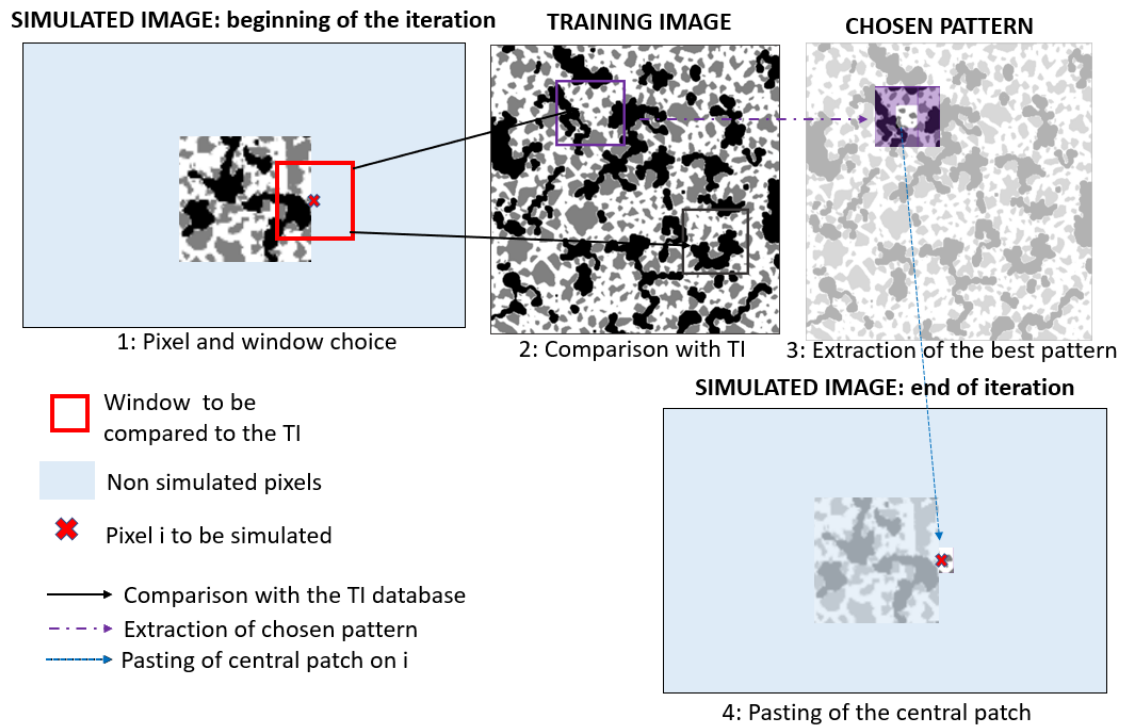 SIMULATED IMAGE: beginning of the iteration
TRAINING IMAGE
CHOSEN PATTERN
1: Pixel and window choice
2: Comparison with TI
3: Extraction of the best pattern
SIMULATED IMAGE: end of iteration
Window to be
compared to the TI
Non simulated pixels
Pixel i to be simulated
Comparison with the TI database
Extraction of chosen pattern
Pasting of central patch on i
4: Pasting of the central patch